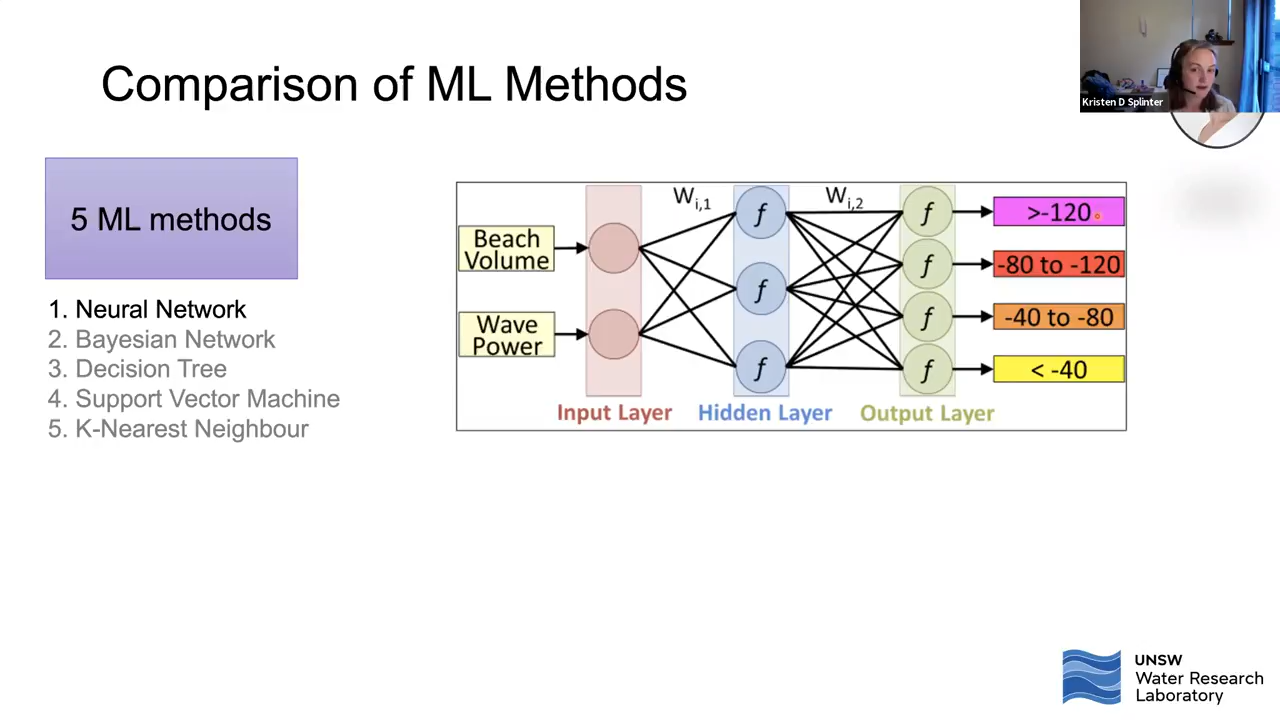 Comparison of ML Methods
Kristen D Splinter
5 ML methods
1. Neural Network
2. Bayesian Network
3. Decision Tree
4. Support Vector Machine
5. K-Nearest Neighbour
Beach
Volume
Wave
Power
Wi,1
Wi,2
f
f
f
f
f
f
f
>-120
-80 to -120
-40 to -80
< -40
Input Layer
Hidden Layer
Output Layer
UNSW
Water Research
Laboratory